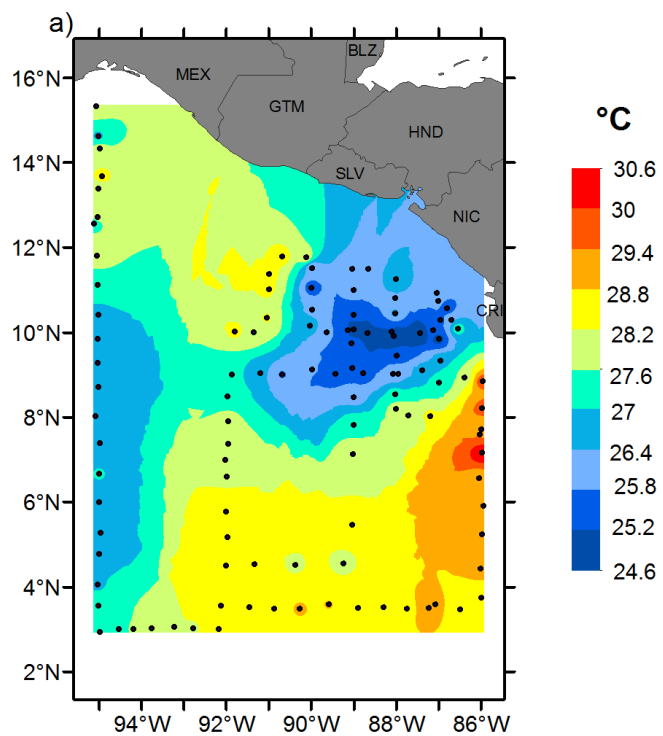 a)
BLZ
MEX
16°N
GTM
°C
HND
14°N
SLV
30.6
NIC
30
12°N
29.4
CRI
28.8
10°N
28.2
27.6
8°N
27
26.4
6°N
25.8
25.2
4°N
24.6
2°N
94°W 92°W 90°W 88°W 86°W